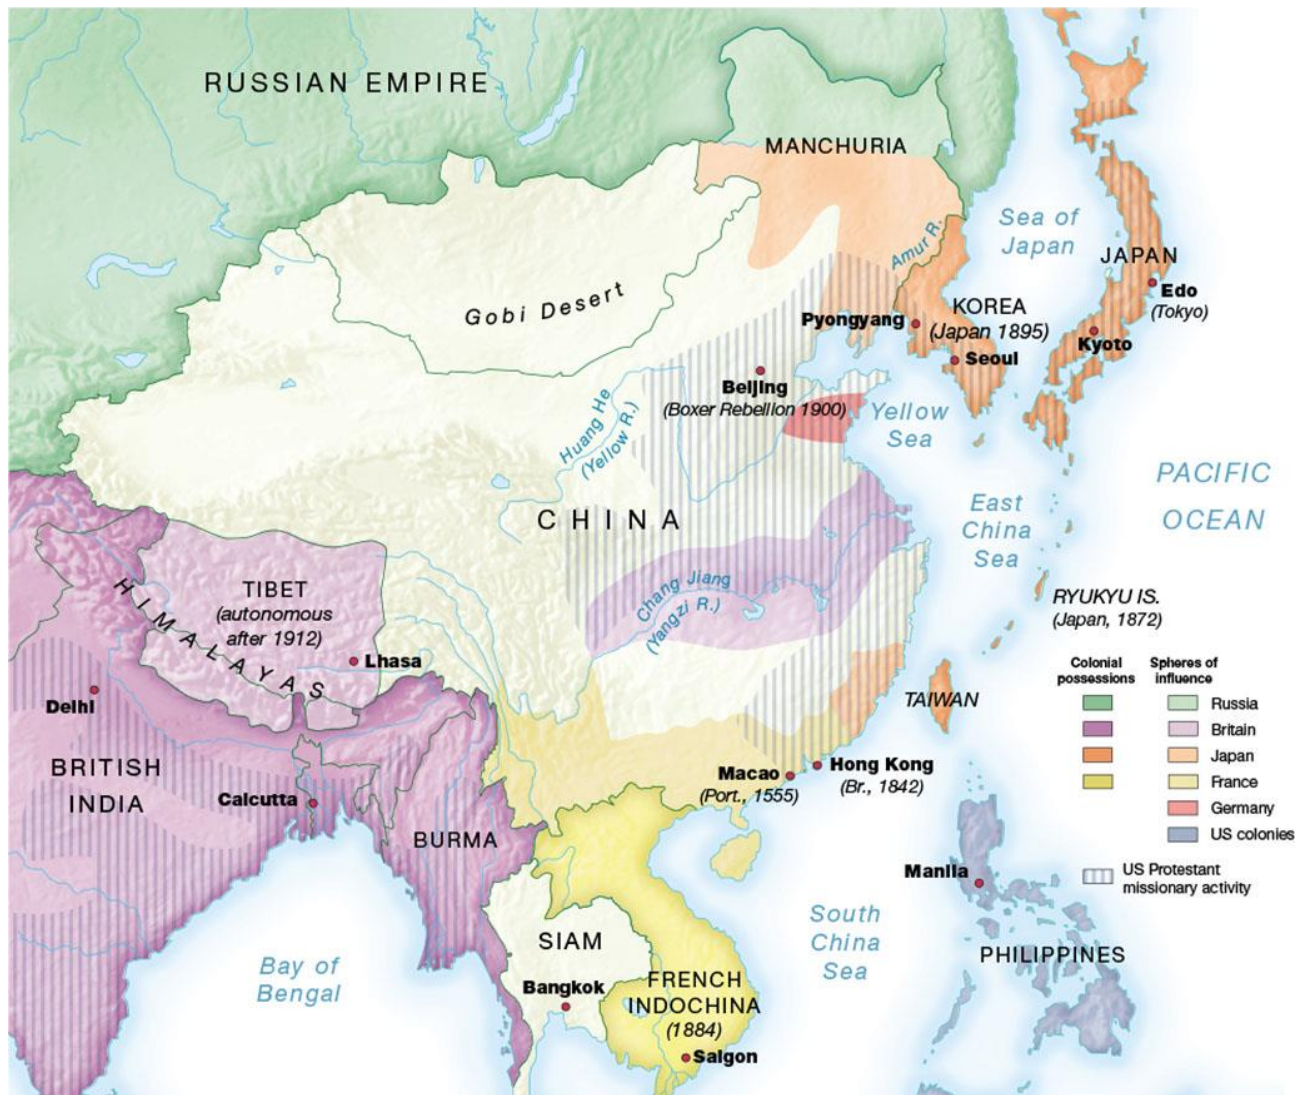 RUSSIAN EMPIRE
MANCHURIA
Sea of
Japan
Amur R.
JAPAN
Edo
(Tokyo)
Gobi Desert
KOREA
(Japan 1895)
Pyongyang
Seoul
Kyoto
Beijing
(Boxer Rebellion 1900)
Huang He
(Yellow R.)
Yellow
Sea
PACIFIC
OCEAN
CHINA
East
China
Sea
TIBET
(autonomous
after 1912)
HIMALAYAS
Lhasa
Chang Jiang
(Yangzi R.)
RYUKYU IS.
(Japan, 1872)
Delhi
TAIWAN
BRITISH
INDIA
Calcutta
BURMA
Macao
(Port., 1555)
Hong Kong
(Br., 1842)
Colonial
possessions
Spheres of
influence
Russia
Britain
Japan
France
Germany
US colonies
US Protestant
missionary activity
Manila
PHILIPPINES
South
China
Sea
SIAM
Bangkok
FRENCH
INDOCHINA
(1884)
Saigon
Bay of
Bengal